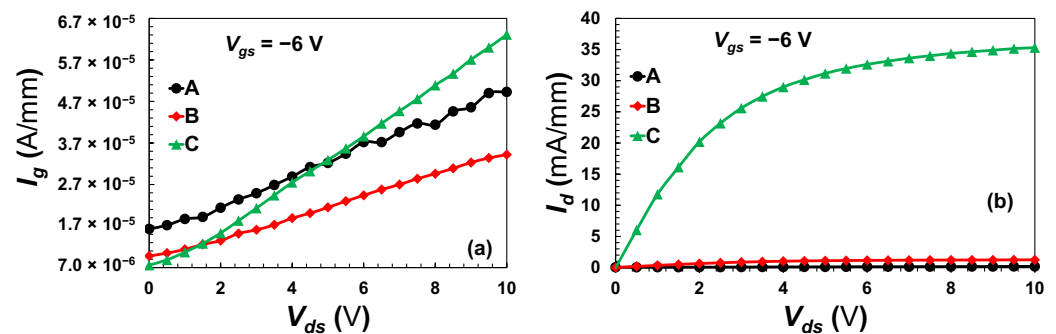 6.7 × 10⁻⁵
5.7 × 10⁻⁵
4.7 × 10⁻⁵
3.7 × 10⁻⁵
2.7 × 10⁻⁵
1.7 × 10⁻⁵
7.0 × 10⁻⁶
I_g (A/mm)
V_gs = −6 V
A
B
C
(a)
0 2 4 6 8 10
V_ds (V)
40
35
30
25
20
15
10
5
0
I_d (mA/mm)
V_gs = −6 V
A
B
C
(b)
0 2 4 6 8 10
V_ds (V)